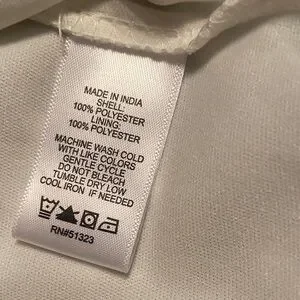 MADE IN INDIA
SHELL:
100% POLYESTER
LINING:
100% POLYESTER
MACHINE WASH COLD
WITH LIKE COLORS
GENTLE CYCLE
DO NOT BLEACH
TUMBLE DRY LOW
COOL IRON IF NEEDED
RN#51323